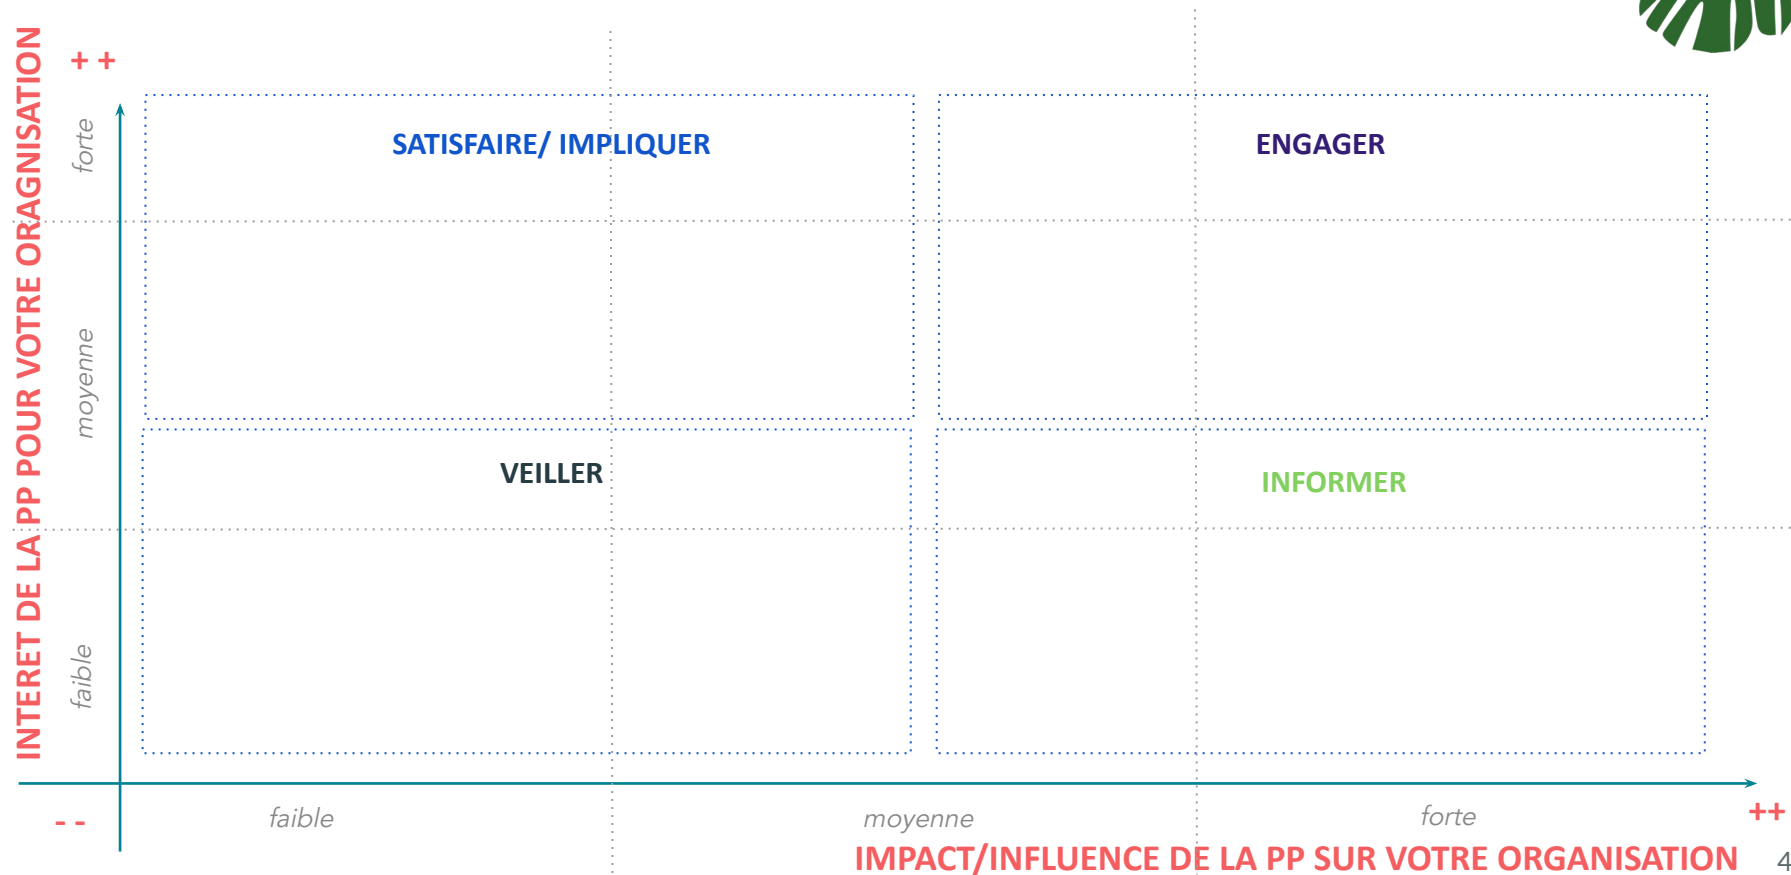 INTERET DE LA PP POUR VOTRE ORAGNISATION
+ +
forte
moyenne
faible
SATISFAIRE/ IMPLIQUER
ENGAGER
VEILLER
INFORMER
- -
faible
moyenne
forte
++
IMPACT/INFLUENCE DE LA PP SUR VOTRE ORGANISATION
4